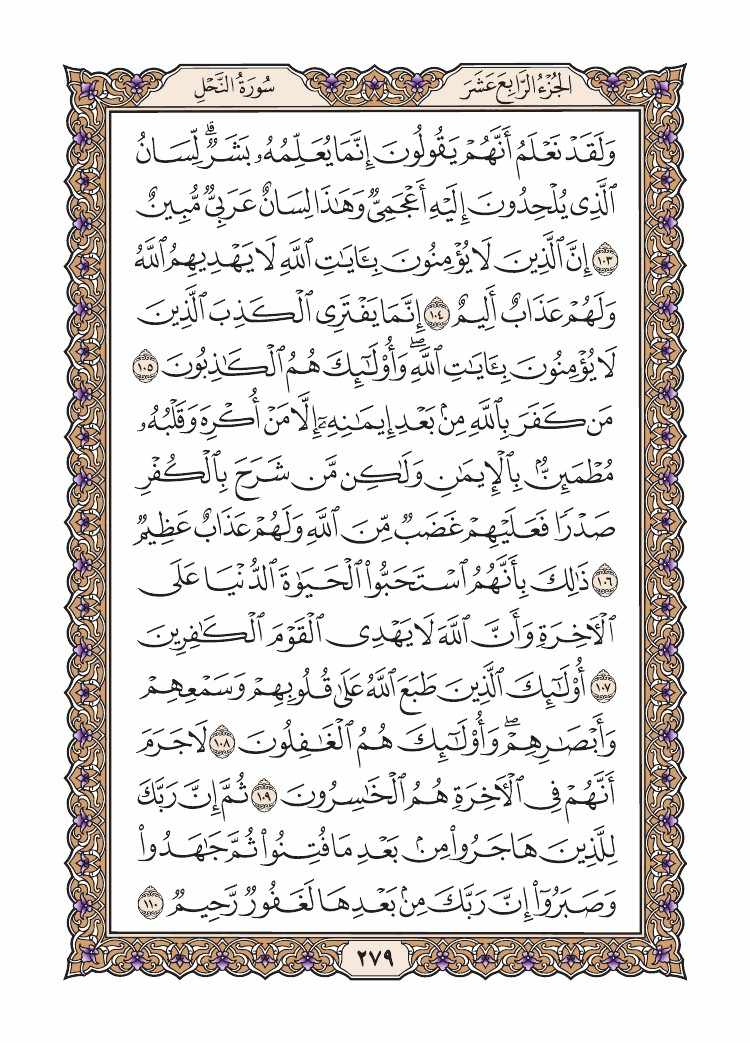 الجُزْءُ الرَّابِعَ عَشَرَ
سُورَةُ النَّحْلِ
وَلَقَدْ نَعْلَمُ أَنَّهُمْ يَقُولُونَ إِنَّمَا يُعَلِّمُهُۥ بَشَرٌۗ لِّسَانُ
ٱلَّذِى يُلْحِدُونَ إِلَيْهِ أَعْجَمِىٌّ وَهَٰذَا لِسَانٌ عَرَبِىٌّ مُّبِينٌ
١٠٣ إِنَّ ٱلَّذِينَ لَا يُؤْمِنُونَ بِـَٔايَٰتِ ٱللَّهِ لَا يَهْدِيهِمُ ٱللَّهُ
وَلَهُمْ عَذَابٌ أَلِيمٌ ١٠٤ إِنَّمَا يَفْتَرِى ٱلْكَذِبَ ٱلَّذِينَ
لَا يُؤْمِنُونَ بِـَٔايَٰتِ ٱللَّهِۖ وَأُو۟لَٰٓئِكَ هُمُ ٱلْكَٰذِبُونَ ١٠٥
مَن كَفَرَ بِٱللَّهِ مِنۢ بَعْدِ إِيمَٰنِهِۦٓ إِلَّا مَنْ أُكْرِهَ وَقَلْبُهُۥ
مُطْمَئِنٌّۢ بِٱلْإِيمَٰنِ وَلَٰكِن مَّن شَرَحَ بِٱلْكُفْرِ
صَدْرًا فَعَلَيْهِمْ غَضَبٌ مِّنَ ٱللَّهِ وَلَهُمْ عَذَابٌ عَظِيمٌ
١٠٦ ذَٰلِكَ بِأَنَّهُمُ ٱسْتَحَبُّوا۟ ٱلْحَيَوٰةَ ٱلدُّنْيَا عَلَى
ٱلْـَٔاخِرَةِ وَأَنَّ ٱللَّهَ لَا يَهْدِى ٱلْقَوْمَ ٱلْكَٰفِرِينَ
١٠٧ أُو۟لَٰٓئِكَ ٱلَّذِينَ طَبَعَ ٱللَّهُ عَلَىٰ قُلُوبِهِمْ وَسَمْعِهِمْ
وَأَبْصَٰرِهِمْۖ وَأُو۟لَٰٓئِكَ هُمُ ٱلْغَٰفِلُونَ ١٠٨ لَا جَرَمَ
أَنَّهُمْ فِى ٱلْـَٔاخِرَةِ هُمُ ٱلْخَٰسِرُونَ ١٠٩ ثُمَّ إِنَّ رَبَّكَ
لِلَّذِينَ هَاجَرُوا۟ مِنۢ بَعْدِ مَا فُتِنُوا۟ ثُمَّ جَٰهَدُوا۟
وَصَبَرُوٓا۟ إِنَّ رَبَّكَ مِنۢ بَعْدِهَا لَغَفُورٌ رَّحِيمٌ ١١٠
٢٧٩